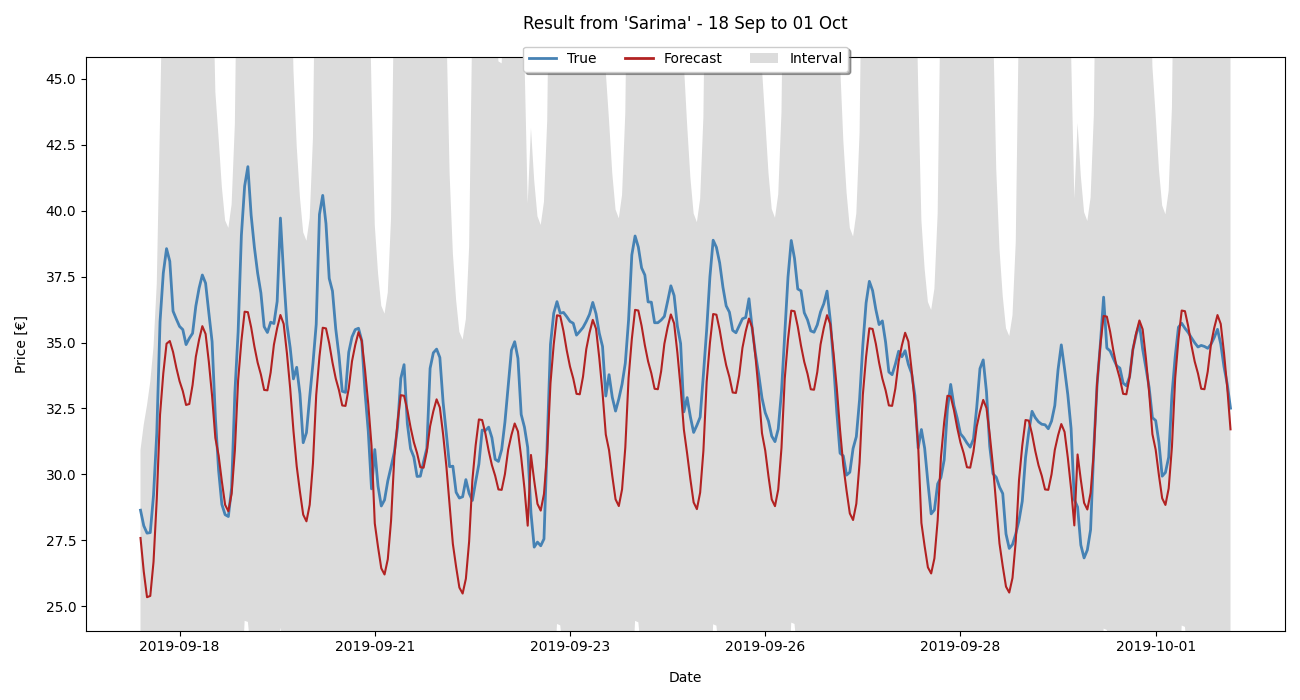 Result from 'Sarima' - 18 Sep to 01 Oct
True Forecast Interval
45.0
42.5
40.0
37.5
35.0
32.5
30.0
27.5
25.0
Price [€]
2019-09-18 2019-09-21 2019-09-23 2019-09-26 2019-09-28 2019-10-01
Date